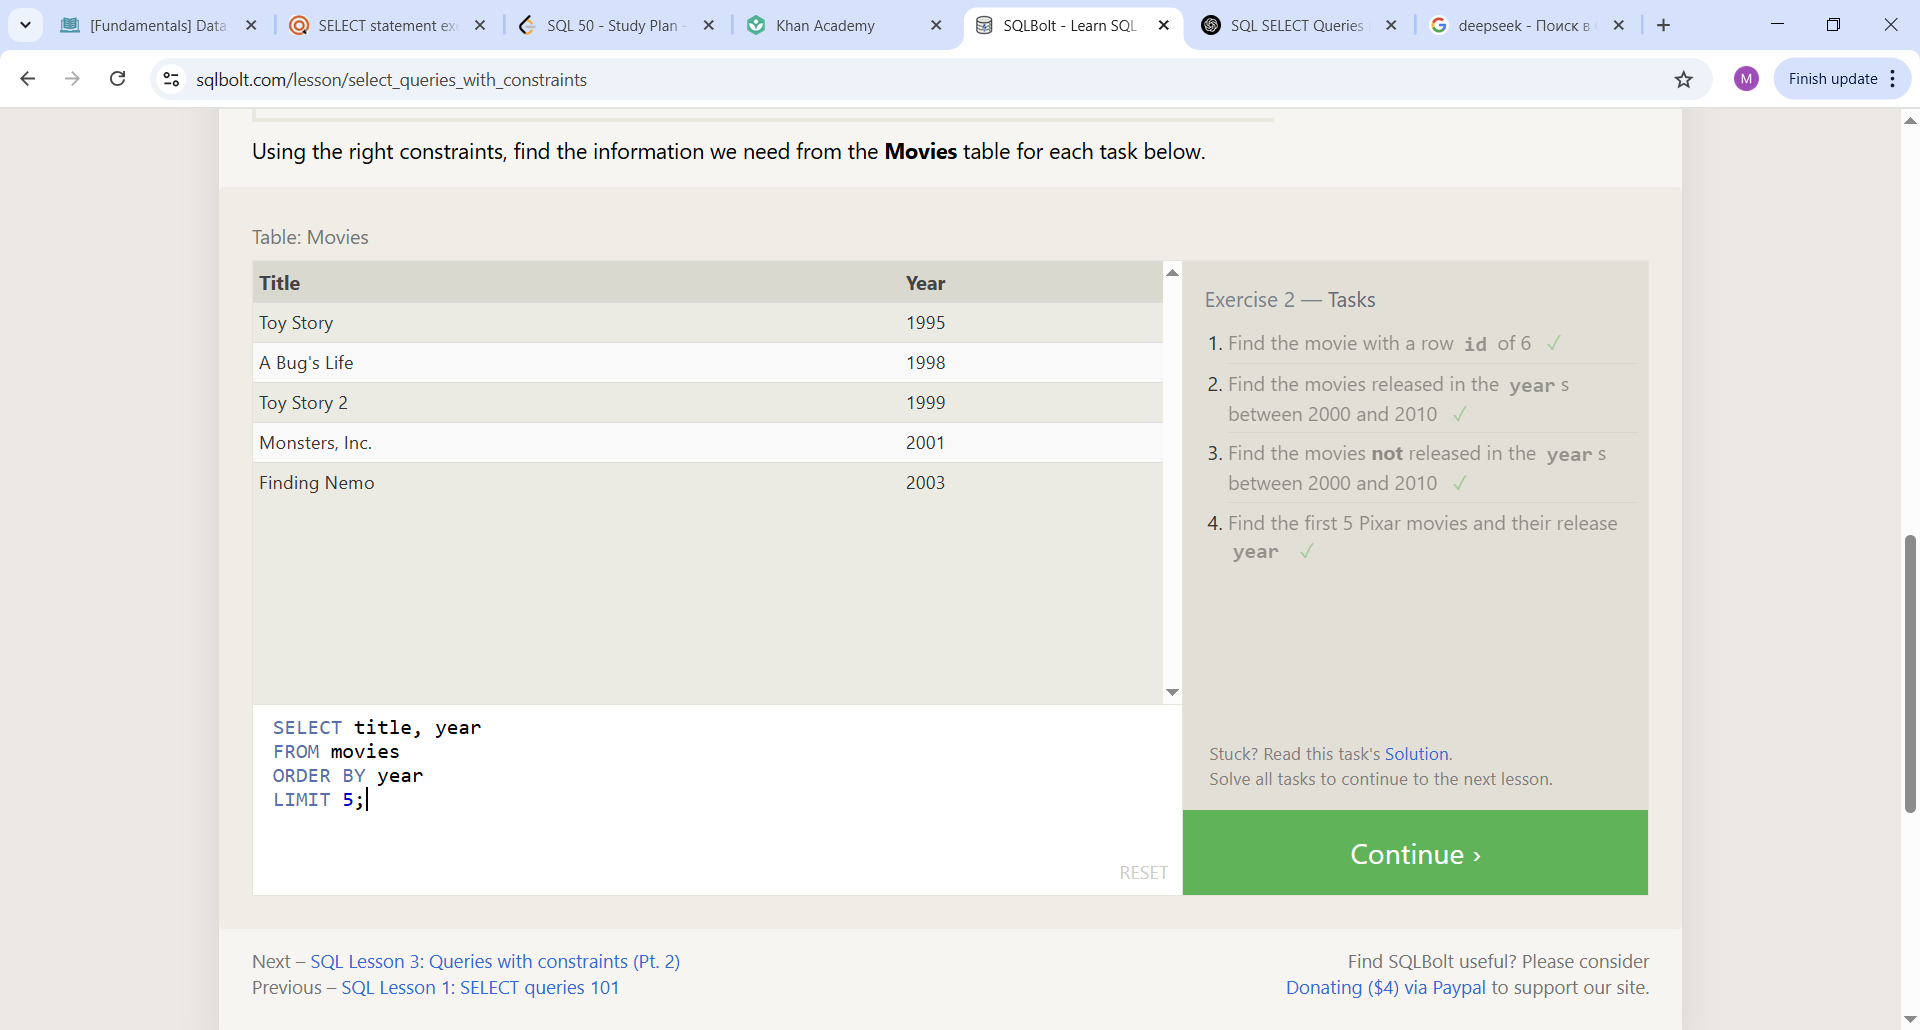 [Fundamentals] Data
SELECT statement exe
SQL 50 - Study Plan -
Khan Academy
SQLBolt - Learn SQL
SQL SELECT Queries
deepseek - Поиск в
sqlbolt.com/lesson/select_queries_with_constraints
M
Finish update
Using the right constraints, find the information we need from the Movies table for each task below.
Table: Movies
Title Year
Toy Story 1995
A Bug's Life 1998
Toy Story 2 1999
Monsters, Inc. 2001
Finding Nemo 2003
SELECT title, year
FROM movies
ORDER BY year
LIMIT 5;
RESET
Exercise 2 — Tasks
1. Find the movie with a row id of 6 ✓
2. Find the movies released in the year s
between 2000 and 2010 ✓
3. Find the movies not released in the year s
between 2000 and 2010 ✓
4. Find the first 5 Pixar movies and their release
year ✓
Stuck? Read this task's Solution.
Solve all tasks to continue to the next lesson.
Continue ›
Next – SQL Lesson 3: Queries with constraints (Pt. 2)
Previous – SQL Lesson 1: SELECT queries 101
Find SQLBolt useful? Please consider
Donating ($4) via Paypal to support our site.